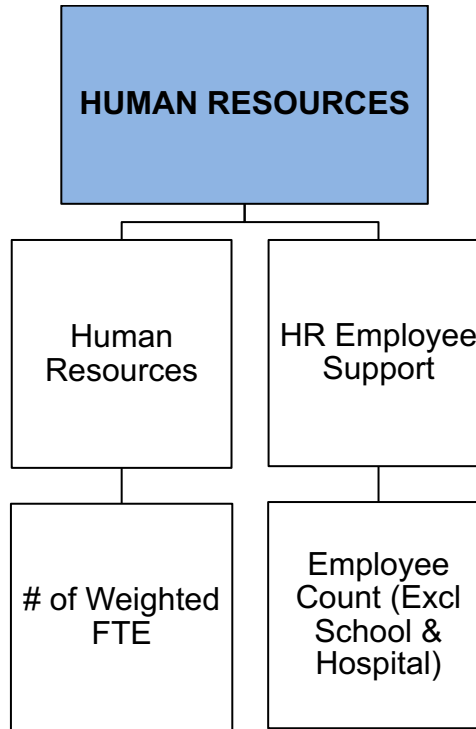 HUMAN RESOURCES
Human
Resources
HR Employee
Support
# of Weighted
FTE
Employee
Count (Excl
School &
Hospital)